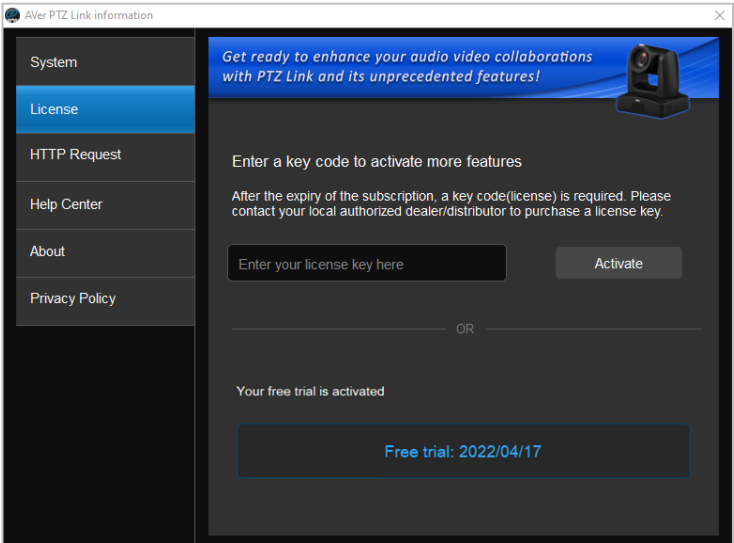 AVer PTZ Link information
System
License
HTTP Request
Help Center
About
Privacy Policy
Get ready to enhance your audio video collaborations
with PTZ Link and its unprecedented features!
Enter a key code to activate more features
After the expiry of the subscription, a key code(license) is required. Please
contact your local authorized dealer/distributor to purchase a license key.
Enter your license key here
Activate
OR
Your free trial is activated
Free trial: 2022/04/17